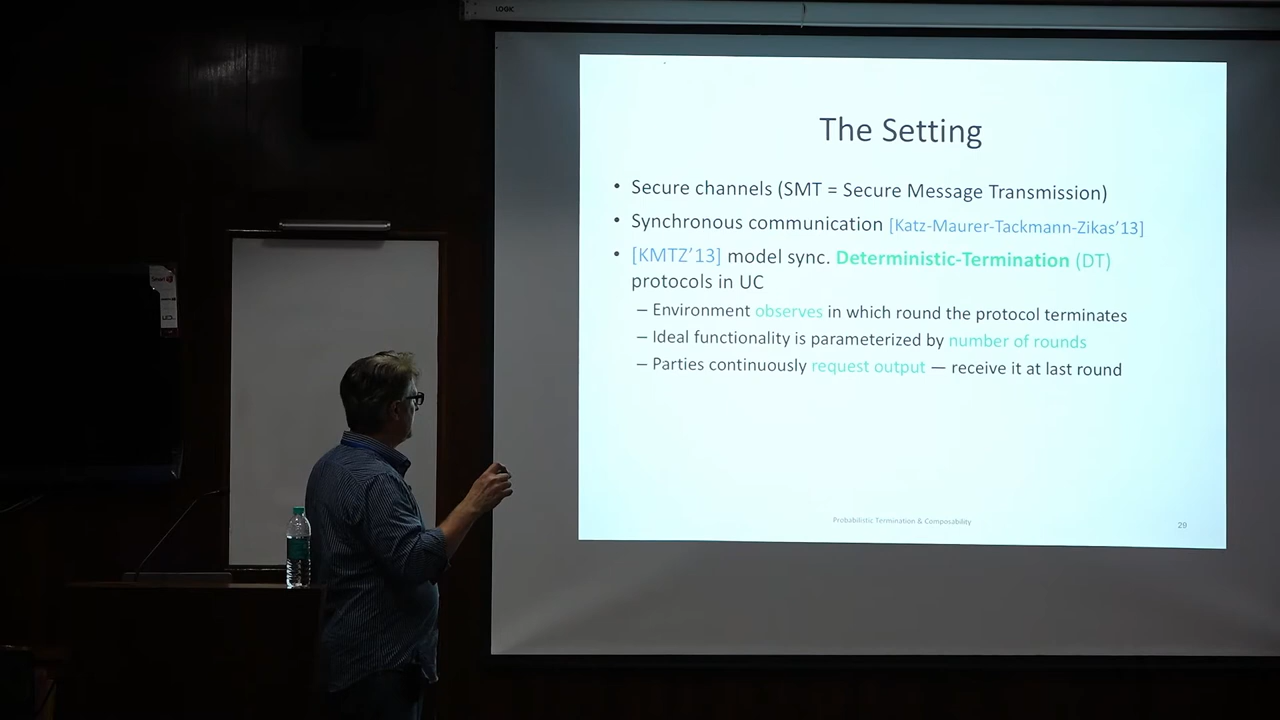 LOGIC
The Setting
• Secure channels (SMT = Secure Message Transmission)
• Synchronous communication [Katz-Maurer-Tackmann-Zikas’13]
• [KMTZ’13] model sync. Deterministic-Termination (DT)
protocols in UC
– Environment observes in which round the protocol terminates
– Ideal functionality is parameterized by number of rounds
– Parties continuously request output — receive it at last round
Probabilistic Termination & Composability
29